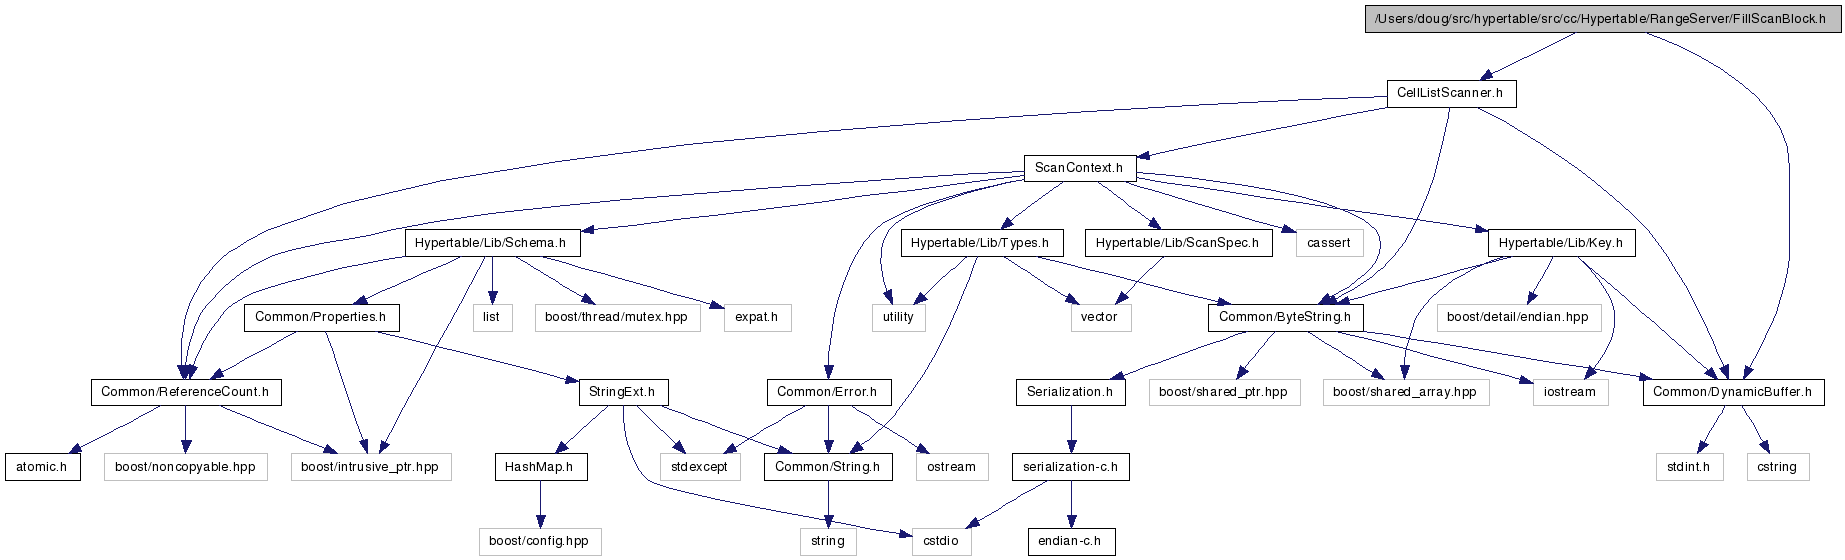 /Users/doug/src/hypertable/src/cc/Hypertable/RangeServer/FillScanBlock.h
CellListScanner.h
ScanContext.h
Hypertable/Lib/Schema.h
Hypertable/Lib/Types.h
Hypertable/Lib/ScanSpec.h
cassert
Hypertable/Lib/Key.h
Common/Properties.h
list
boost/thread/mutex.hpp
expat.h
utility
vector
Common/ByteString.h
boost/detail/endian.hpp
Common/ReferenceCount.h
StringExt.h
Common/Error.h
Serialization.h
boost/shared_ptr.hpp
boost/shared_array.hpp
iostream
Common/DynamicBuffer.h
atomic.h
boost/noncopyable.hpp
boost/intrusive_ptr.hpp
HashMap.h
stdexcept
Common/String.h
ostream
serialization-c.h
stdint.h
cstring
boost/config.hpp
string
cstdio
endian-c.h